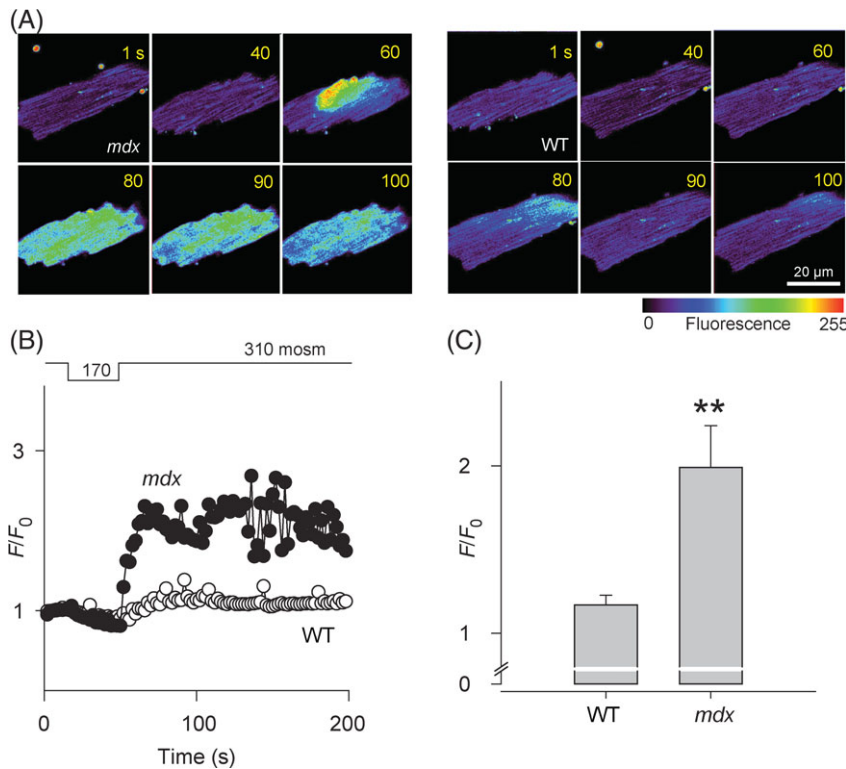 (A)
1 s 40 60
mdx
80 90 100
1 s 40 60
WT
80 90 100
20 µm
0 Fluorescence 255
(B)
310 mosm
170
3
mdx
F/F0
1
WT
0 100 200
Time (s)
(C)
**
2
F/F0
1
0
WT mdx